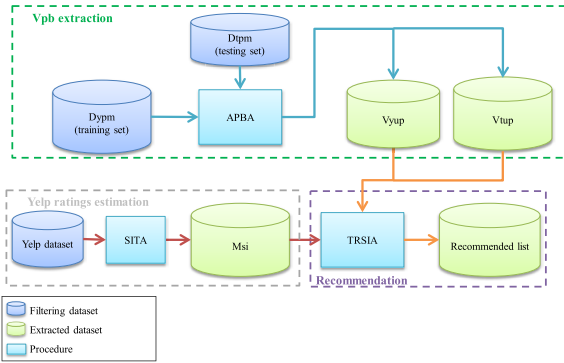 Vpb extraction
Dtpm
(testing set)
Dypm
(training set)
APBA
Vyup
Vtup
Yelp ratings estimation
Yelp dataset
SITA
Msi
TRSIA
Recommended list
Recommendation
Filtering dataset
Extracted dataset
Procedure